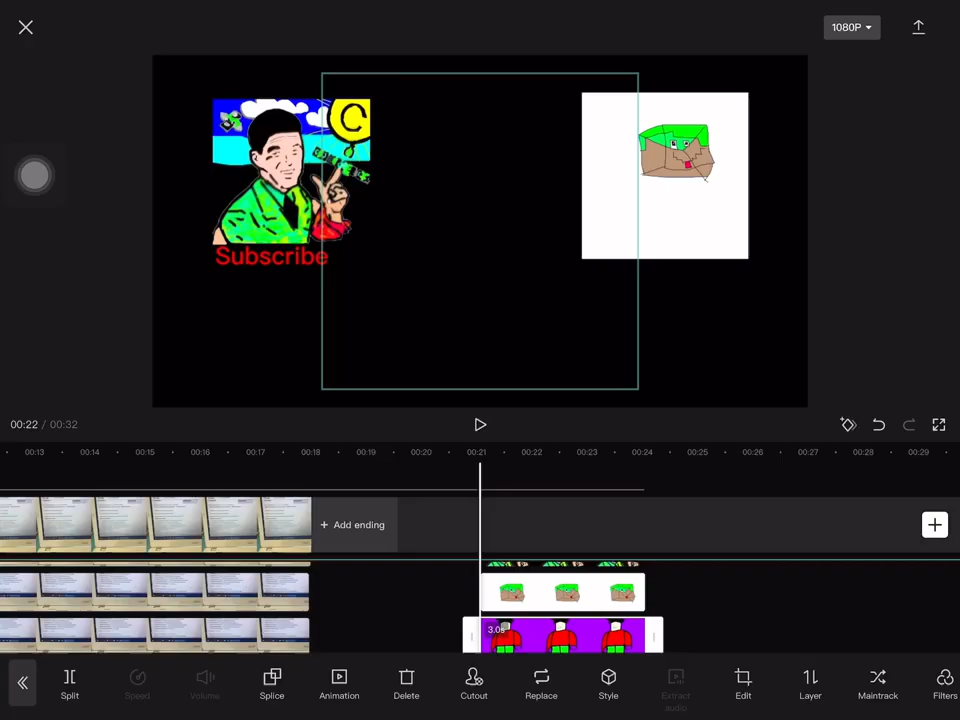 1080P
C
Subscribe
00:22 / 00:32
00:13 00:14 00:15 00:16 00:17 00:18 00:19 00:20 00:21 00:22 00:23 00:24 00:25 00:26 00:27 00:28 00:29
+ Add ending
3.0s
Split Speed Volume Splice Animation Delete Cutout Replace Style Extract audio Edit Layer Maintrack Filters